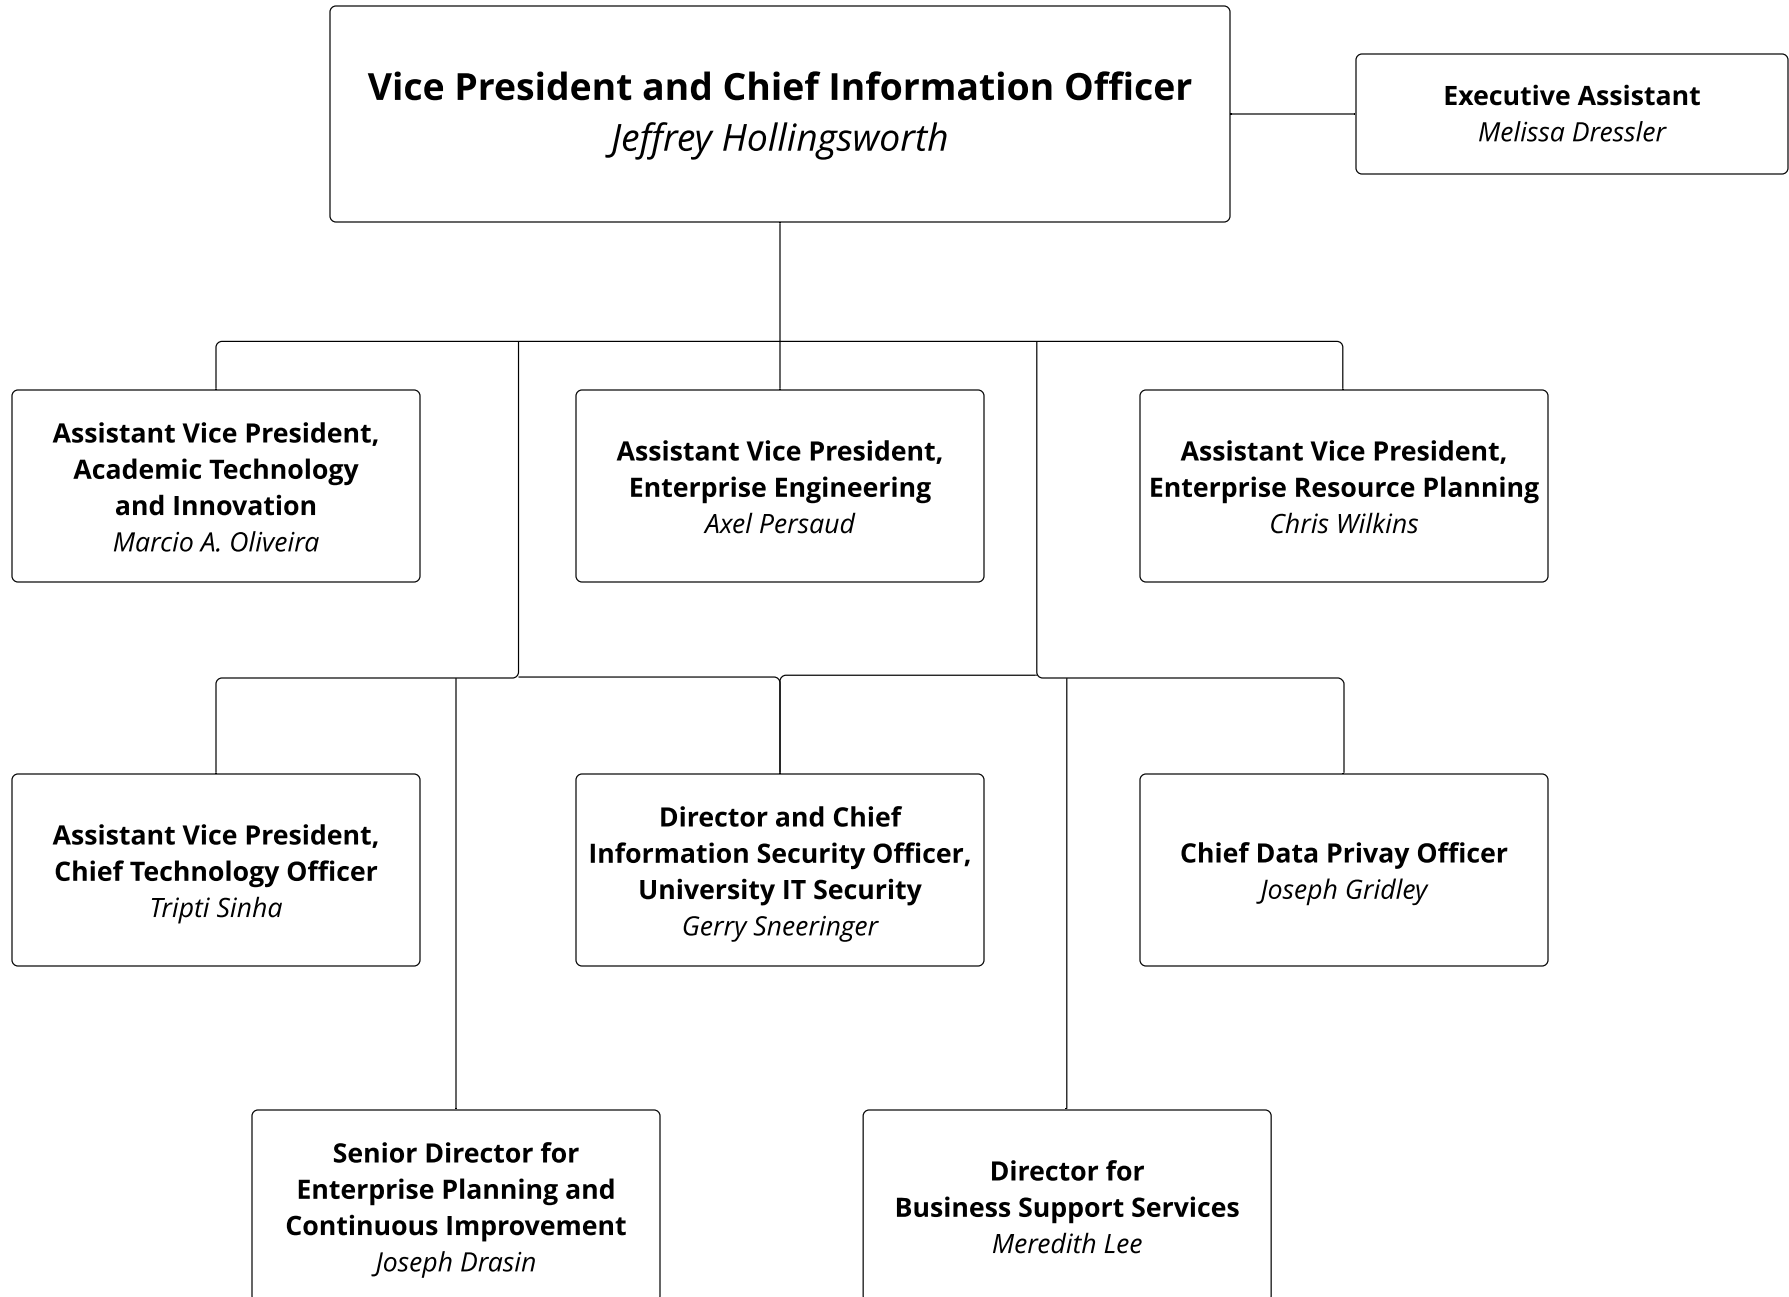 Vice President and Chief Information Officer
Jeffrey Hollingsworth
Executive Assistant
Melissa Dressler
Assistant Vice President,
Academic Technology
and Innovation
Marcio A. Oliveira
Assistant Vice President,
Enterprise Engineering
Axel Persaud
Assistant Vice President,
Enterprise Resource Planning
Chris Wilkins
Assistant Vice President,
Chief Technology Officer
Tripti Sinha
Director and Chief
Information Security Officer,
University IT Security
Gerry Sneeringer
Chief Data Privay Officer
Joseph Gridley
Senior Director for
Enterprise Planning and
Continuous Improvement
Joseph Drasin
Director for
Business Support Services
Meredith Lee